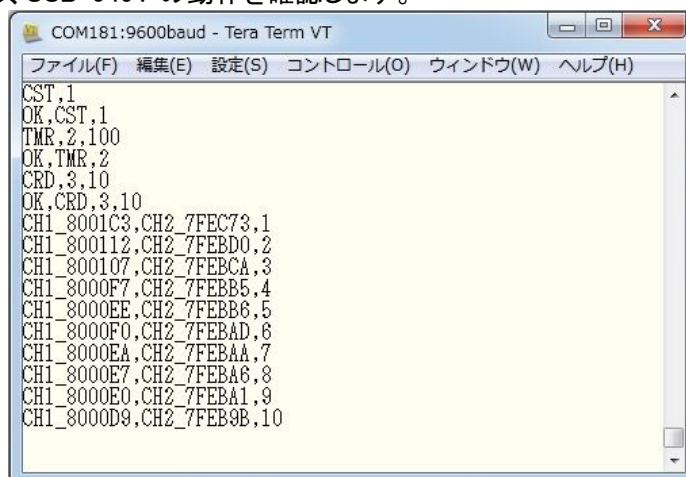 COM181:9600baud - Tera Term VT
ファイル(F) 編集(E) 設定(S) コントロール(O) ウィンドウ(W) ヘルプ(H)
CST,1
OK,CST,1
TMR,2,100
OK,TMR,2
CRD,3,10
OK,CRD,3,10
CH1_8001C3,CH2_7FEC73,1
CH1_800112,CH2_7FEBD0,2
CH1_800107,CH2_7FEBCA,3
CH1_8000F7,CH2_7FEBB5,4
CH1_8000EE,CH2_7FEBB6,5
CH1_8000F0,CH2_7FEBAD,6
CH1_8000EA,CH2_7FEBAA,7
CH1_8000E7,CH2_7FEBA6,8
CH1_8000E0,CH2_7FEBA1,9
CH1_8000D9,CH2_7FEB9B,10